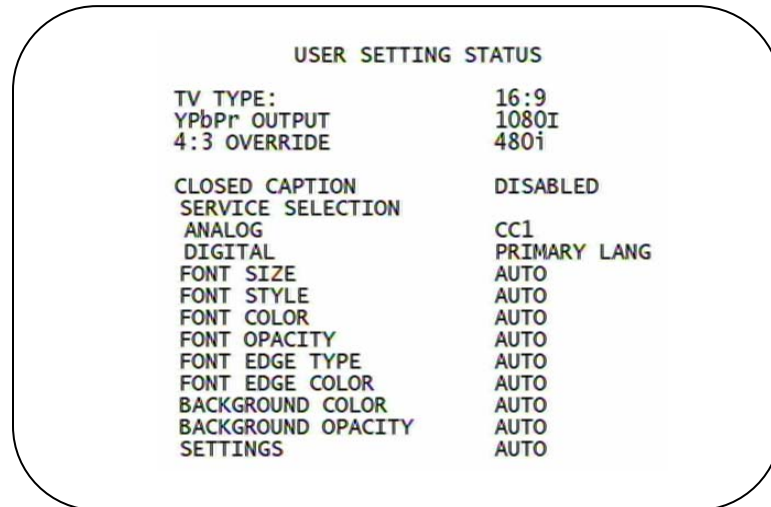 USER SETTING STATUS
TV TYPE: 16:9
YPbPr OUTPUT 1080I
4:3 OVERRIDE 480i
CLOSED CAPTION DISABLED
SERVICE SELECTION
ANALOG CC1
DIGITAL PRIMARY LANG
FONT SIZE AUTO
FONT STYLE AUTO
FONT COLOR AUTO
FONT OPACITY AUTO
FONT EDGE TYPE AUTO
FONT EDGE COLOR AUTO
BACKGROUND COLOR AUTO
BACKGROUND OPACITY AUTO
SETTINGS AUTO